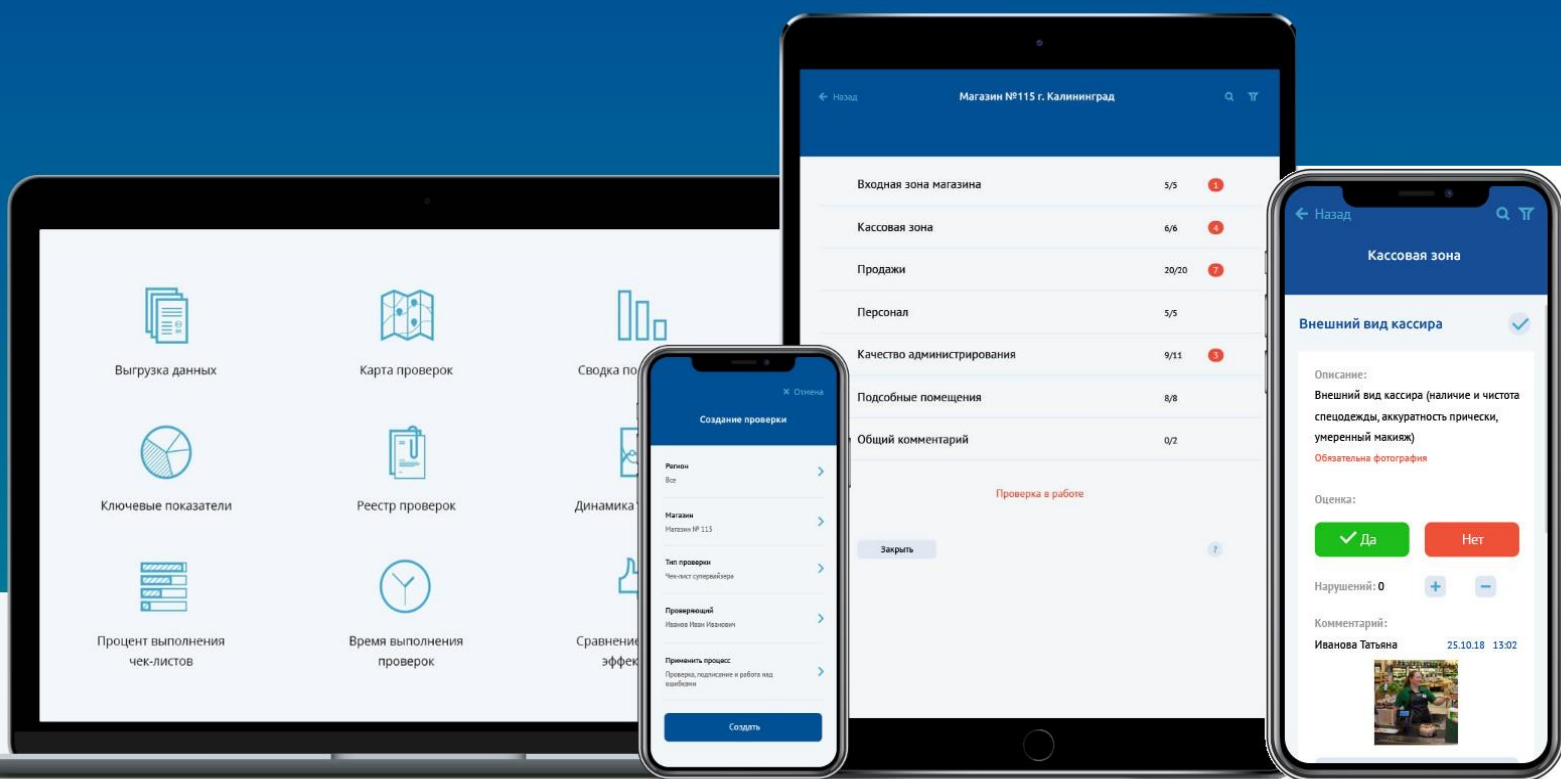 Выгрузка данных
Карта проверок
Сводка по
Ключевые показатели
Реестр проверок
Динамика
Процент выполнения
чек-листов
Время выполнения
проверок
Сравнение
эффек
× Отмена
Создание проверки
Регион
Все
Магазин
Магазин № 113
Тип проверки
Чек-лист супервайзера
Проверяющий
Иванов Иван Иванович
Применить процесс
Проверка, подписание и работа над
ошибками
Создать
← Назад
Магазин №115 г. Калининград
Входная зона магазина 5/5 1
Кассовая зона 6/6 4
Продажи 20/20 7
Персонал 5/5
Качество администрирования 9/11 3
Подсобные помещения 8/8
Общий комментарий 0/2
Проверка в работе
Закрыть ?
← Назад
Кассовая зона
Внешний вид кассира
Описание:
Внешний вид кассира (наличие и чистота
спецодежды, аккуратность прически,
умеренный макияж)
Обязательна фотография
Оценка:
Да Нет
Нарушений: 0 + −
Комментарий:
Иванова Татьяна 25.10.18 13:02